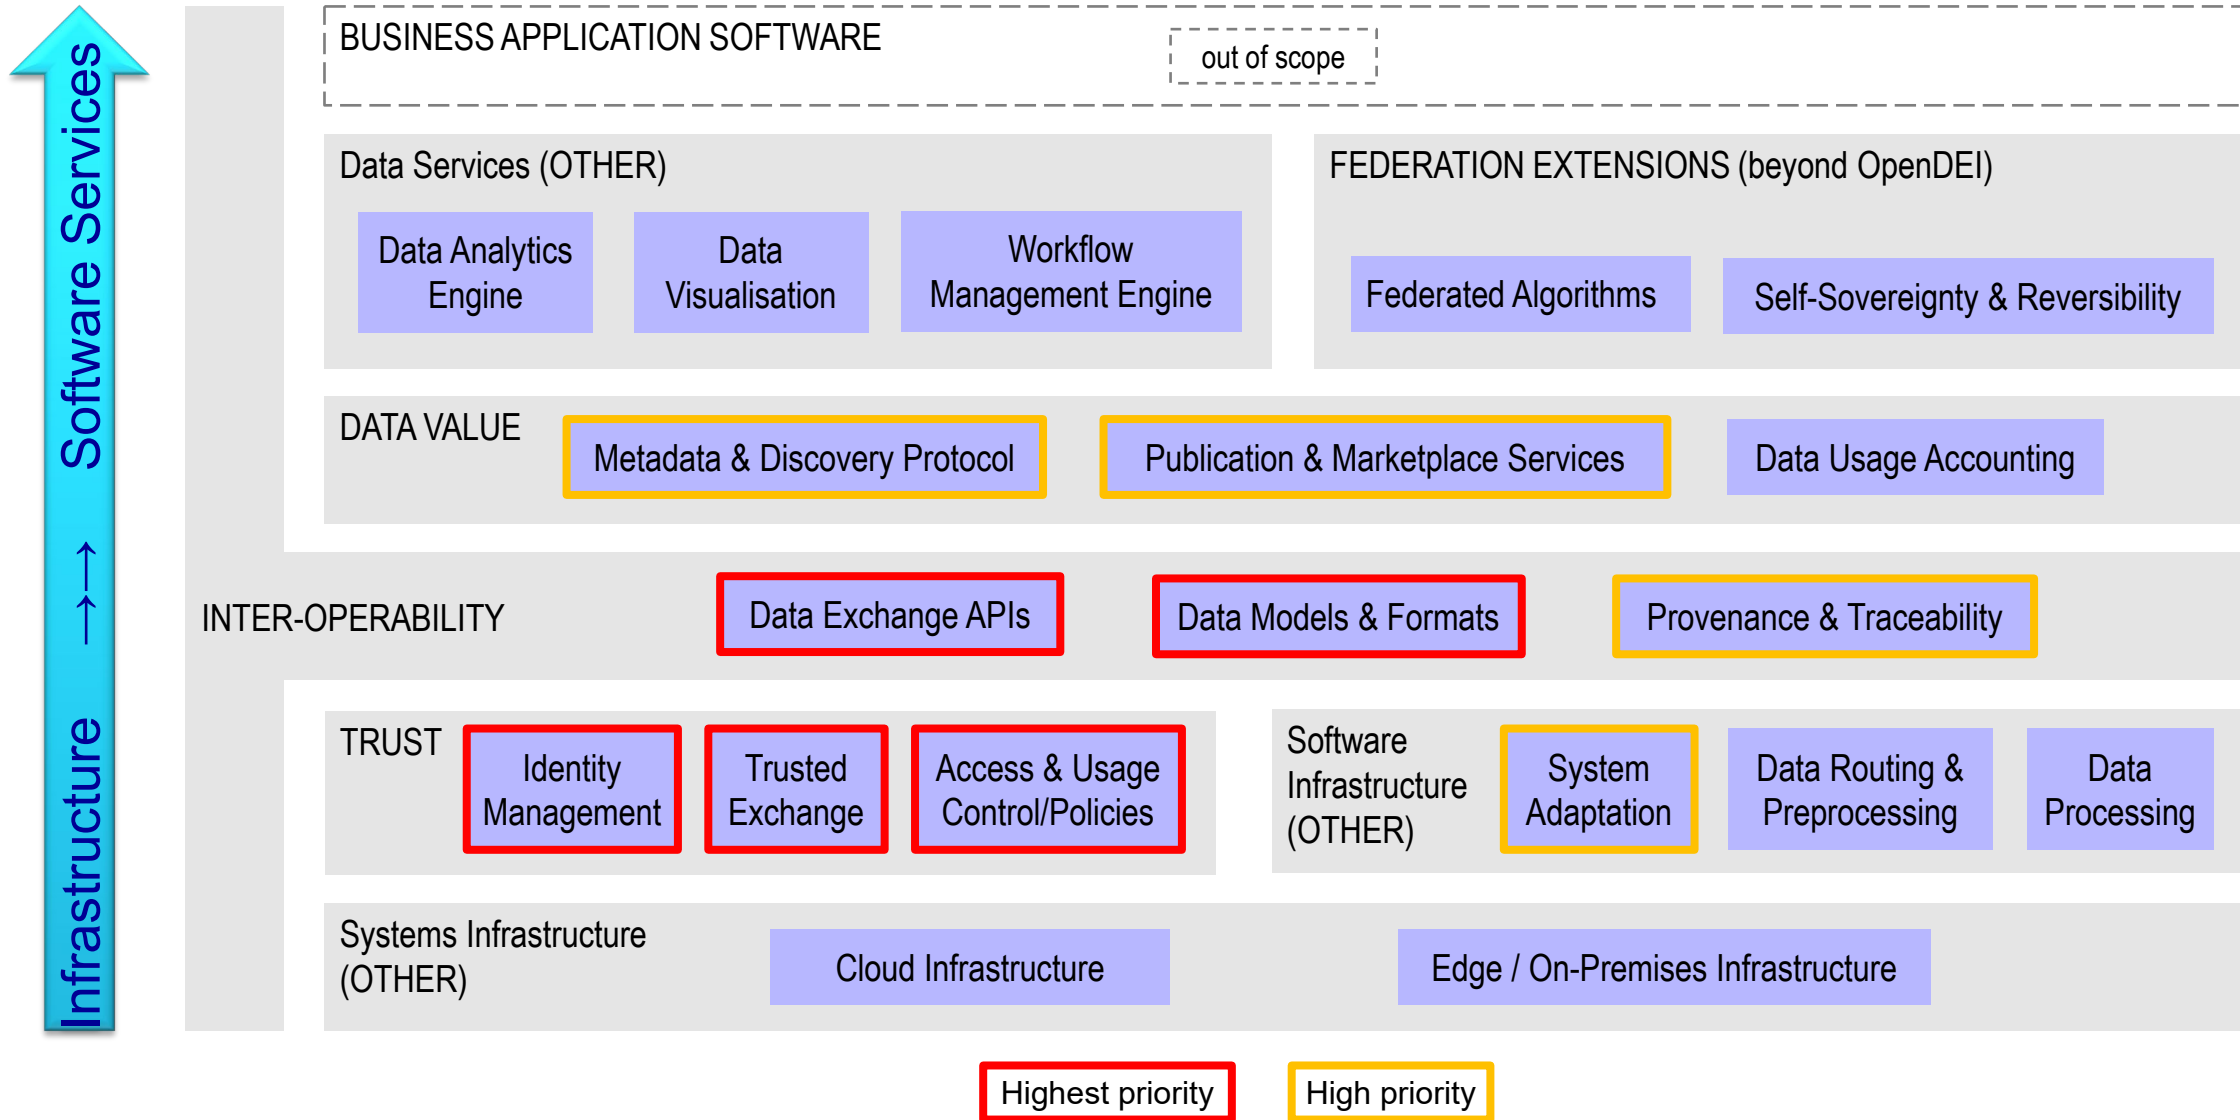 BUSINESS APPLICATION SOFTWARE
out of scope
Data Services (OTHER)
Data Analytics
Engine
Data
Visualisation
Workflow
Management Engine
FEDERATION EXTENSIONS (beyond OpenDEI)
Federated Algorithms
Self-Sovereignty & Reversibility
DATA VALUE
Metadata & Discovery Protocol
Publication & Marketplace Services
Data Usage Accounting
INTER-OPERABILITY
Data Exchange APIs
Data Models & Formats
Provenance & Traceability
TRUST
Identity
Management
Trusted
Exchange
Access & Usage
Control/Policies
Software
Infrastructure
(OTHER)
System
Adaptation
Data Routing &
Preprocessing
Data
Processing
Systems Infrastructure
(OTHER)
Cloud Infrastructure
Edge / On-Premises Infrastructure
Infrastructure →→ Software Services
Highest priority
High priority